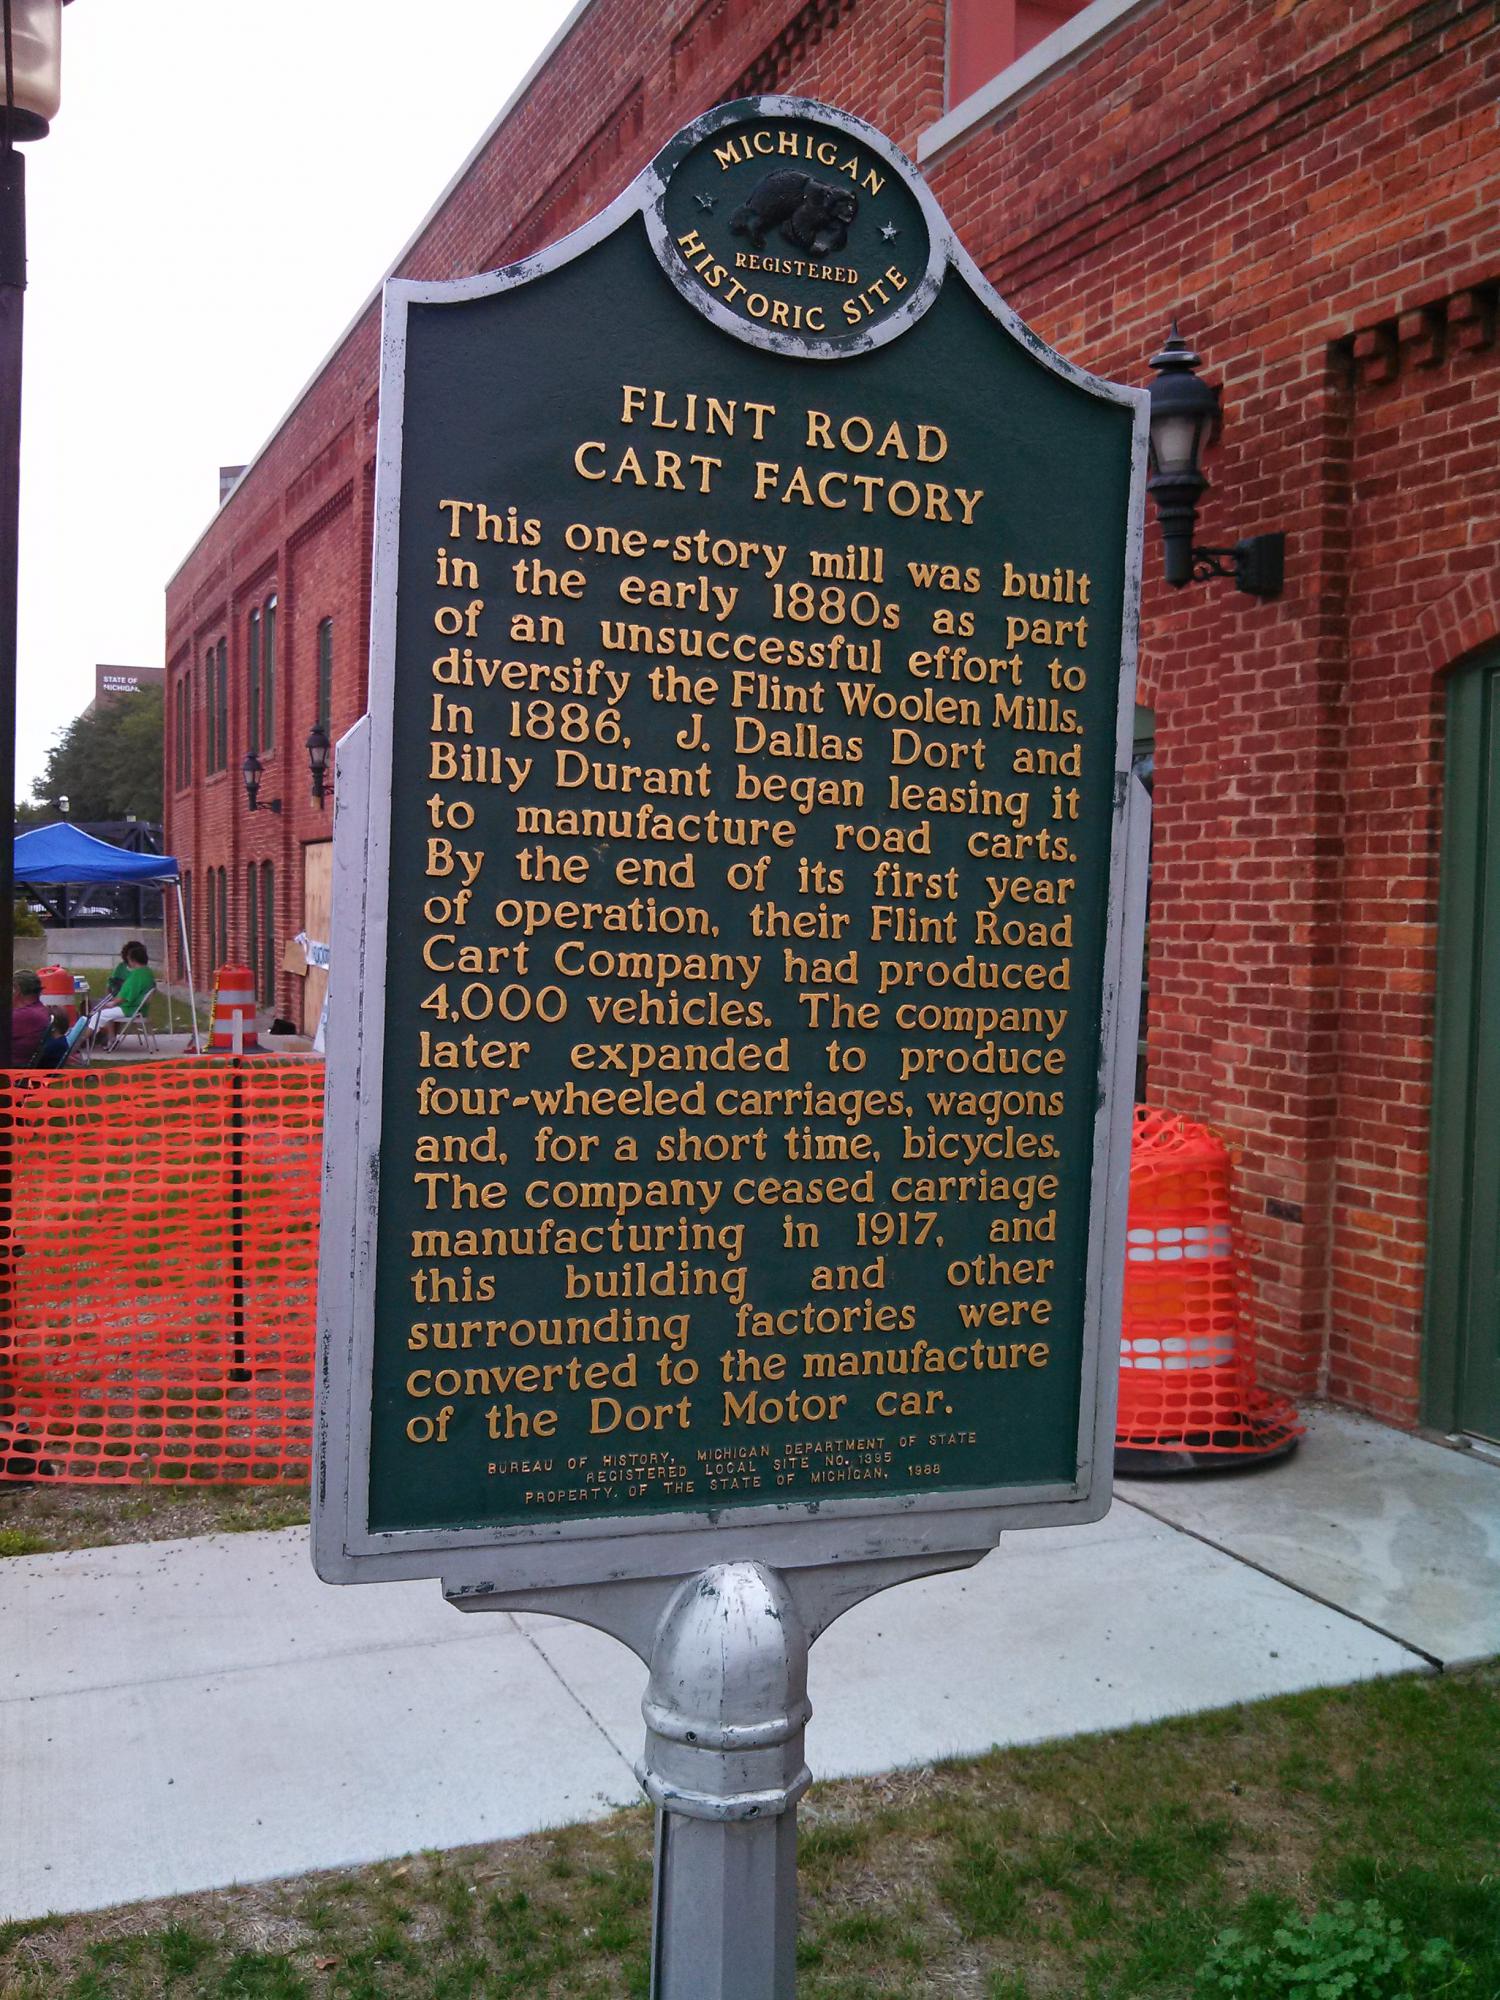 MICHIGAN
REGISTERED
HISTORIC SITE
FLINT ROAD
CART FACTORY
This one-story mill was built
in the early 1880s as part
of an unsuccessful effort to
diversify the Flint Woolen Mills.
In 1886, J. Dallas Dort and
Billy Durant began leasing it
to manufacture road carts.
By the end of its first year
of operation, their Flint Road
Cart Company had produced
4,000 vehicles. The company
later expanded to produce
four-wheeled carriages, wagons
and, for a short time, bicycles.
The company ceased carriage
manufacturing in 1917, and
this building and other
surrounding factories were
converted to the manufacture
of the Dort Motor car.
BUREAU OF HISTORY, MICHIGAN DEPARTMENT OF STATE
REGISTERED LOCAL SITE NO. 1395
PROPERTY. OF THE STATE OF MICHIGAN, 1988
STATE OF
MICHIGAN